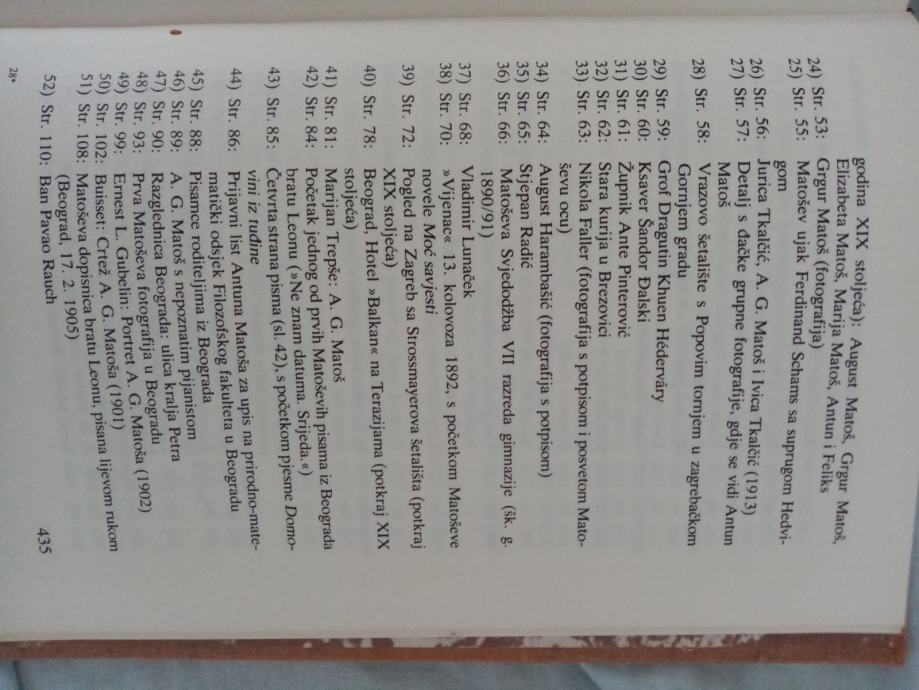 godina XIX stoljeća): August Matoš, Grgur Matoš,
Elizabeta Matoš, Marija Matoš, Antun i Feliks
24) Str. 53: Grgur Matoš (fotografija)
25) Str. 55: Matošev ujak Ferdinand Schams sa suprugom Hedvi-
gom
26) Str. 56: Jurica Tkalčić, A. G. Matoš i Ivica Tkalčić (1913)
27) Str. 57: Detalj s đačke grupne fotografije, gdje se vidi Antun
Matoš
28) Str. 58: Vrazovo šetalište s Popovim tornjem u zagrebačkom
Gornjem gradu
29) Str. 59: Grof Dragutin Khuen Héderváry
30) Str. 60: Ksaver Šandor Đalski
31) Str. 61: Župnik Ante Pinterović
32) Str. 62: Stara kurija u Brezovici
33) Str. 63: Nikola Faller (fotografija s potpisom i posvetom Mato-
ševu ocu)
34) Str. 64: August Harambašić (fotografija s potpisom)
35) Str. 65: Stjepan Radić
36) Str. 66: Matoševa Svjedodžba VII razreda gimnazije (šk. g.
1890/91)
37) Str. 68: Vladimir Lunaček
38) Str. 70: »Vijenac« 13. kolovoza 1892, s početkom Matoševe
novele Moć savjesti
39) Str. 72: Pogled na Zagreb sa Strossmayerova šetališta (potkraj
XIX stoljeća)
40) Str. 78: Beograd, Hotel »Balkan« na Terazijama (potkraj XIX
stoljeća)
41) Str. 81: Marijan Trepše: A. G. Matoš
42) Str. 84: Početak jednog od prvih Matoševih pisama iz Beograda
bratu Leonu (»Ne znam datuma. Srijeda.«)
43) Str. 85: Četvrta strana pisma (sl. 42), s početkom pjesme Domo-
vini iz tuđine
44) Str. 86: Prijavni list Antuna Matoša za upis na prirodno-mate-
matički odsjek Filozofskog fakulteta u Beogradu
45) Str. 88: Pisamce roditeljima iz Beograda
46) Str. 89: A. G. Matoš s nepoznatim pijanistom
47) Str. 90: Razglednica Beograda: ulica kralja Petra
48) Str. 93: Prva Matoševa fotografija u Beogradu
49) Str. 99: Ernest L. Gubelin: Portret A. G. Matoša (1902)
50) Str. 102: Buisset: Crtež A. G. Matoša (1901)
51) Str. 108: Matoševa dopisnica bratu Leonu, pisana lijevom rukom
(Beograd, 17. 2. 1905)
52) Str. 110: Ban Pavao Rauch
28*
435